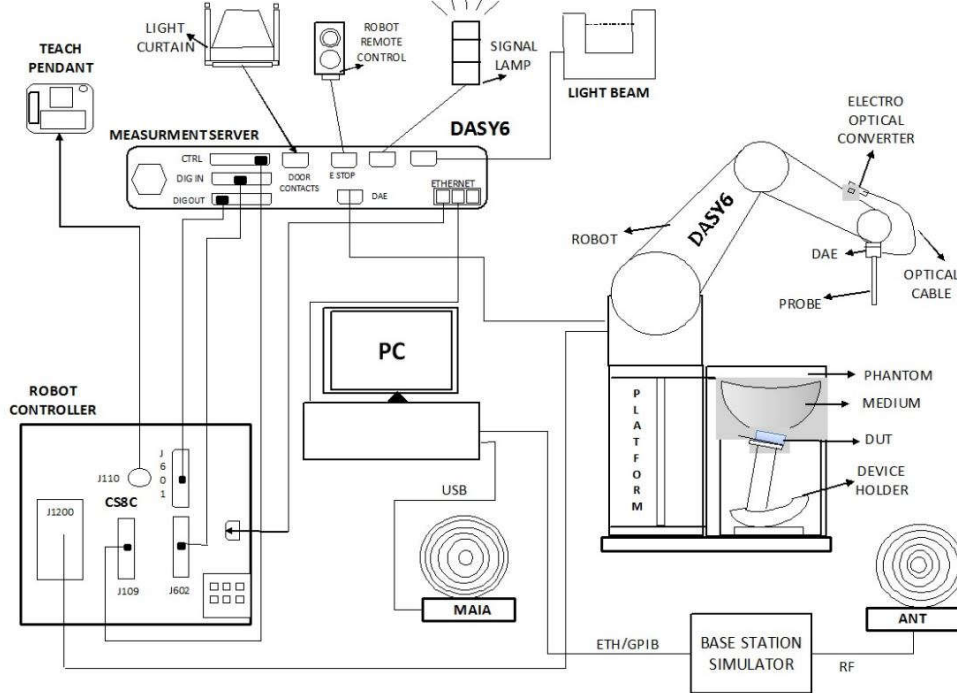 LIGHT
CURTAIN
ROBOT
REMOTE
CONTROL
SIGNAL
LAMP
LIGHT BEAM
TEACH
PENDANT
MEASURMENT SERVER
DASY6
CTRL
DIG IN
DIG OUT
DOOR
CONTACTS
E STOP
DAE
ETHERNET
ELECTRO
OPTICAL
CONVERTER
ROBOT
DASY6
DAE
OPTICAL
CABLE
PROBE
PC
PLATFORM
PHANTOM
MEDIUM
DUT
DEVICE
HOLDER
ROBOT
CONTROLLER
J110
J601
CS8C
J1200
J109
J602
USB
MAIA
ETH/GPIB
BASE STATION
SIMULATOR
RF
ANT